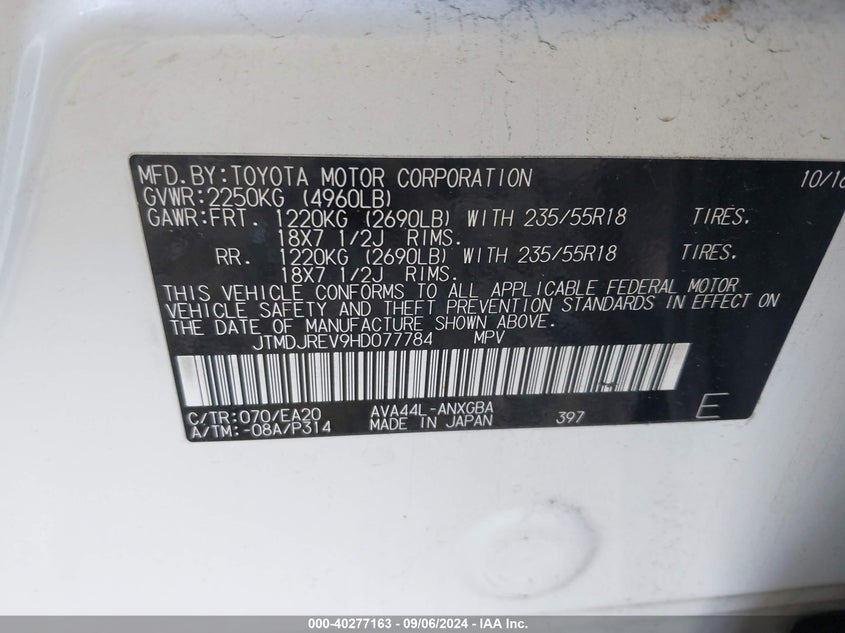 MFD.BY:TOYOTA MOTOR CORPORATION 10/16
GVWR:2250KG (4960LB)
GAWR:FRT. 1220KG (2690LB) WITH 235/55R18 TIRES.
18X7 1/2J RIMS.
RR. 1220KG (2690LB) WITH 235/55R18 TIRES.
18X7 1/2J RIMS.
THIS VEHICLE CONFORMS TO ALL APPLICABLE FEDERAL MOTOR
VEHICLE SAFETY AND THEFT PREVENTION STANDARDS IN EFFECT ON
THE DATE OF MANUFACTURE SHOWN ABOVE.
JTMDJREV9HD077784 MPV
C/TR:070/EA20 AVA44L-ANXGBA
A/TM:-08A/P314 MADE IN JAPAN 397 E
000-40277163 - 09/06/2024 - IAA Inc.